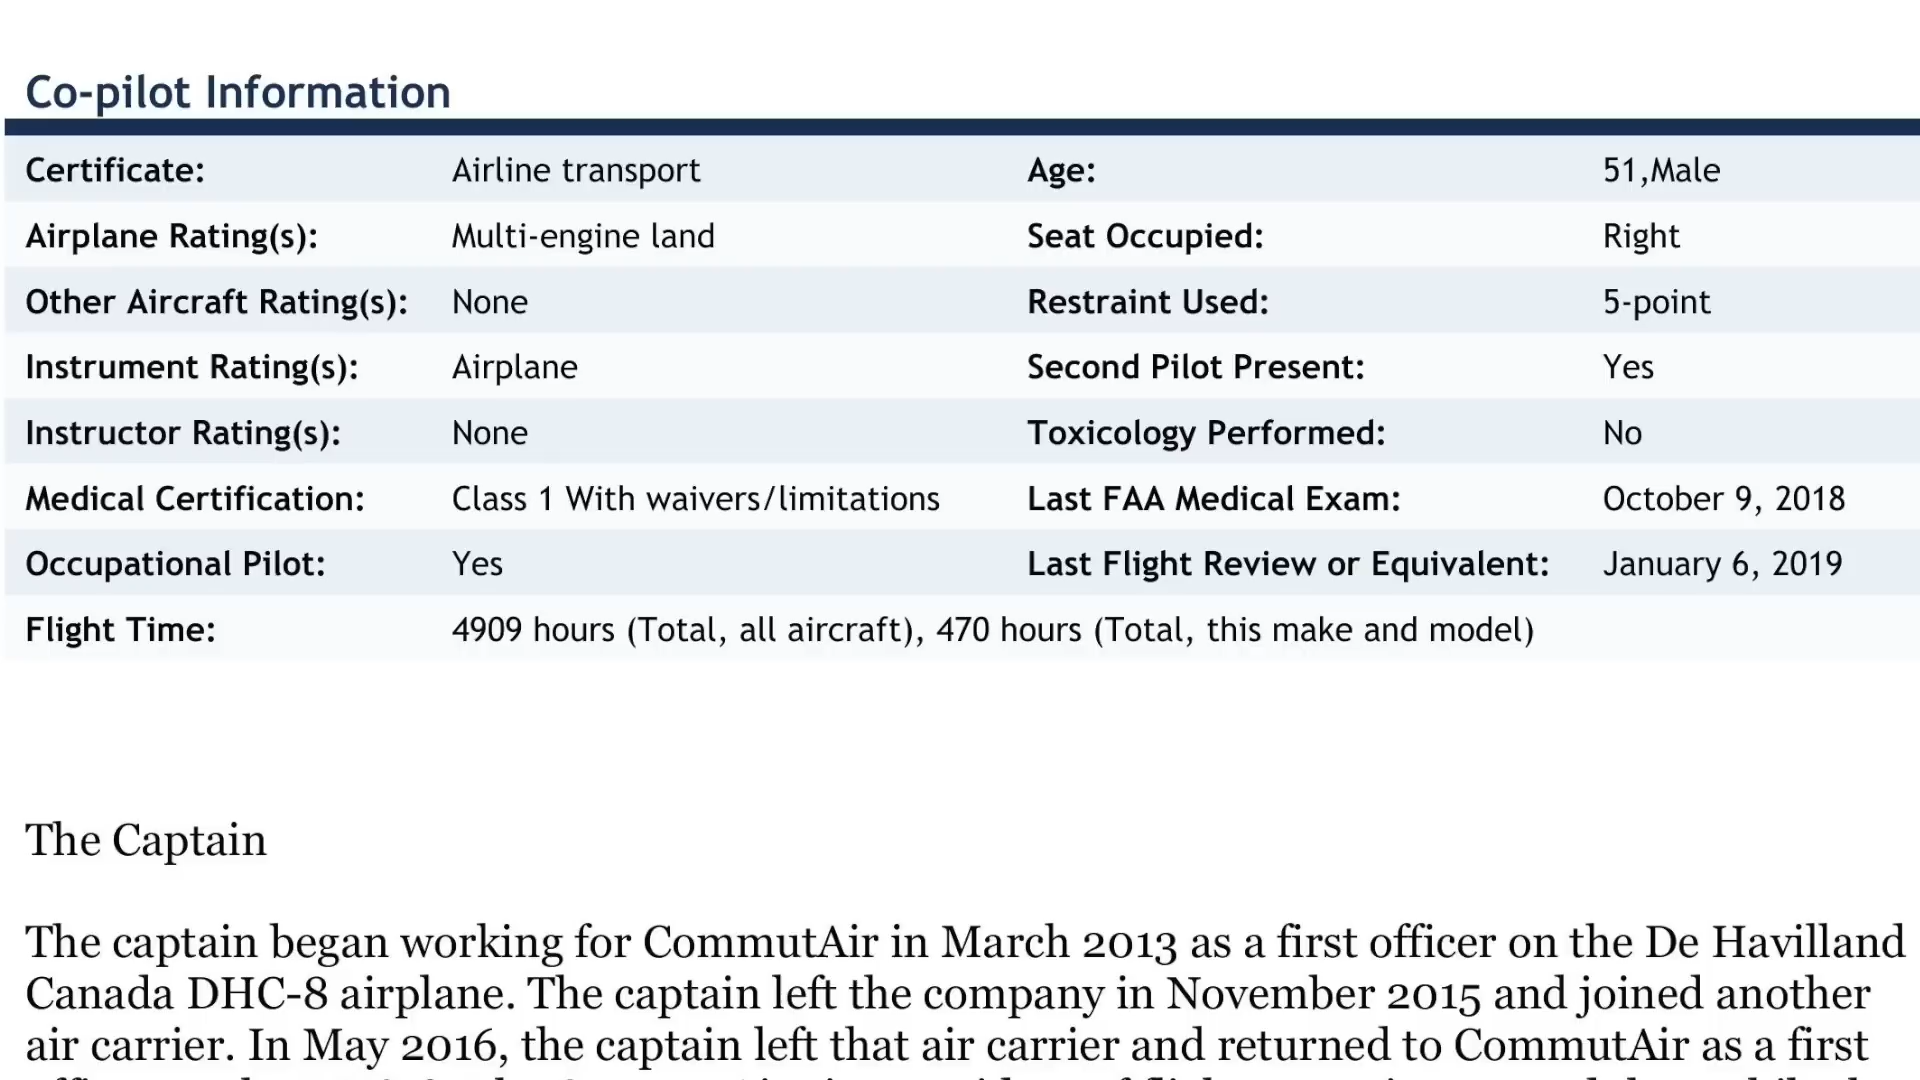 Co-pilot Information
Certificate: Airline transport Age: 51,Male
Airplane Rating(s): Multi-engine land Seat Occupied: Right
Other Aircraft Rating(s): None Restraint Used: 5-point
Instrument Rating(s): Airplane Second Pilot Present: Yes
Instructor Rating(s): None Toxicology Performed: No
Medical Certification: Class 1 With waivers/limitations Last FAA Medical Exam: October 9, 2018
Occupational Pilot: Yes Last Flight Review or Equivalent: January 6, 2019
Flight Time: 4909 hours (Total, all aircraft), 470 hours (Total, this make and model)
The Captain
The captain began working for CommutAir in March 2013 as a first officer on the De Havilland
Canada DHC-8 airplane. The captain left the company in November 2015 and joined another
air carrier. In May 2016, the captain left that air carrier and returned to CommutAir as a first